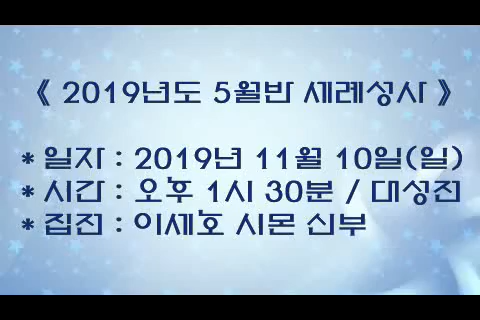 《 2019년도 5월반 세례성사 》
* 일자 : 2019년 11월 10일(일)
* 시간 : 오후 1시 30분 / 대성전
* 집전 : 이세호 시몬 신부